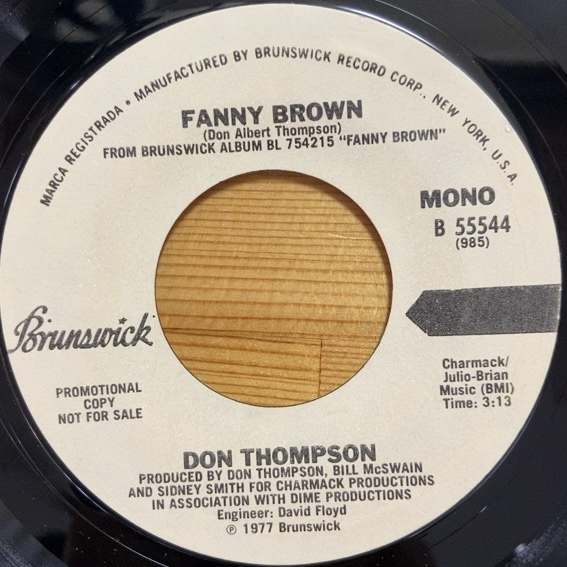 MARCA REGISTRADA • MANUFACTURED BY BRUNSWICK RECORD CORP., NEW YORK, U.S.A.
FANNY BROWN
(Don Albert Thompson)
FROM BRUNSWICK ALBUM BL 754215 "FANNY BROWN"
MONO
B 55544
(985)
Brunswick
PROMOTIONAL
COPY
NOT FOR SALE
Charmack/
Julio-Brian
Music (BMI)
Time: 3:13
DON THOMPSON
PRODUCED BY DON THOMPSON, BILL McSWAIN
AND SIDNEY SMITH FOR CHARMACK PRODUCTIONS
IN ASSOCIATION WITH DIME PRODUCTIONS
Engineer: David Floyd
℗ 1977 Brunswick